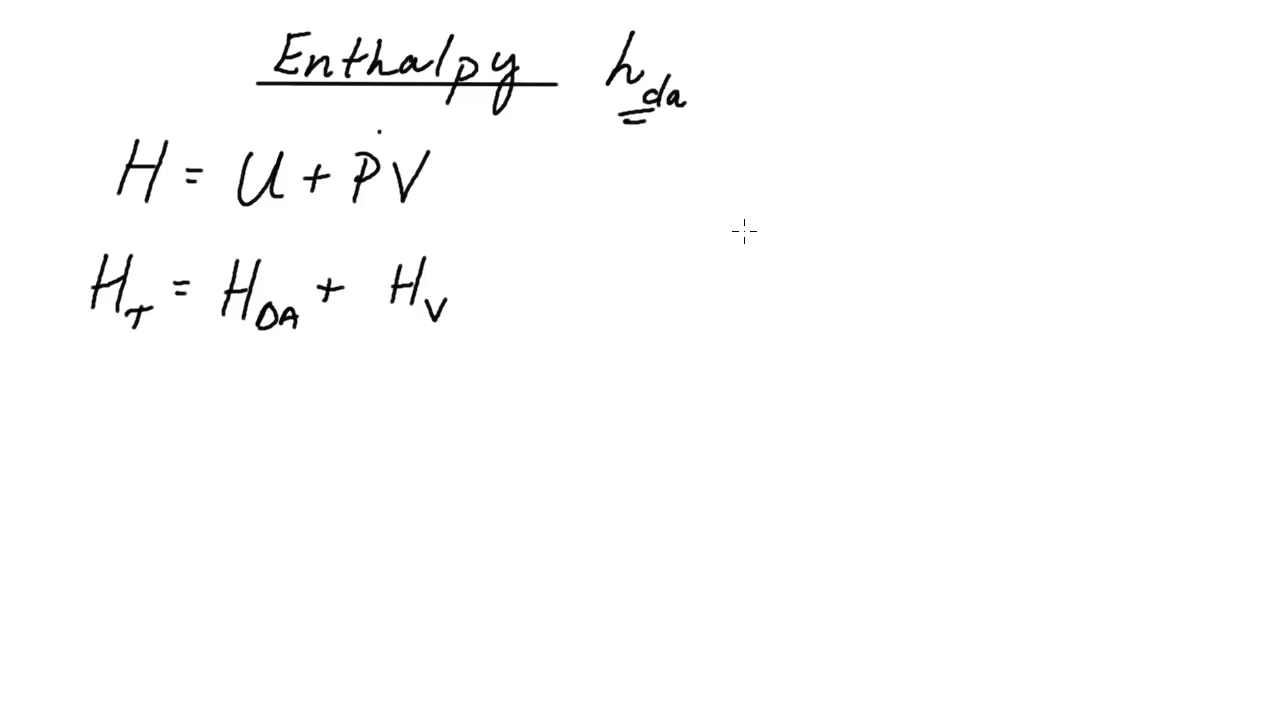 Enthalpy h_da
H = U + PV
H_T = H_DA + H_V